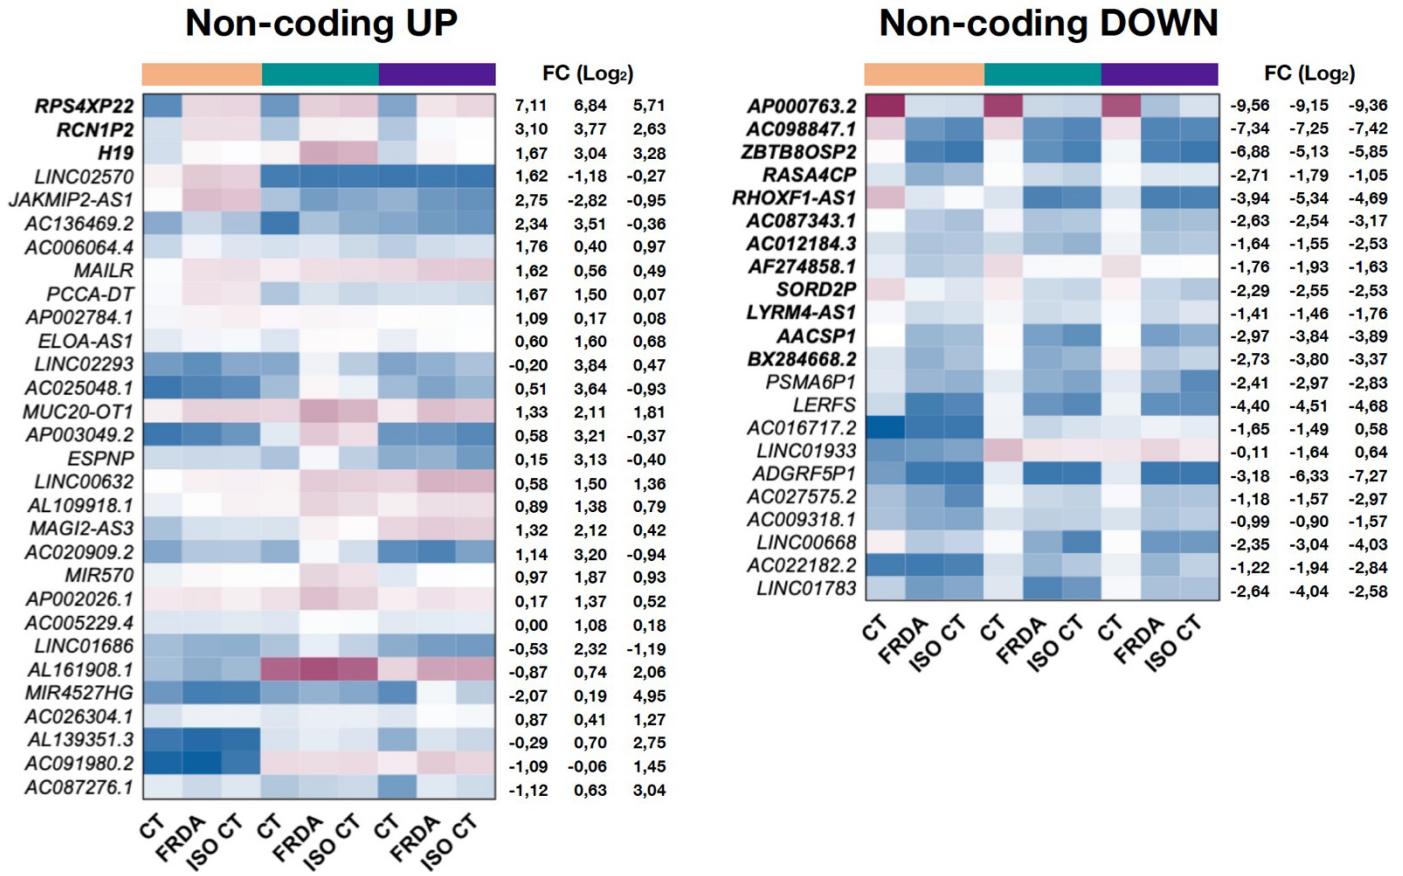 Non-coding UP
FC (Log₂)
RPS4XP22 7,11 6,84 5,71
RCN1P2 3,10 3,77 2,63
H19 1,67 3,04 3,28
LINC02570 1,62 -1,18 -0,27
JAKMIP2-AS1 2,75 -2,82 -0,95
AC136469.2 2,34 3,51 -0,36
AC006064.4 1,76 0,40 0,97
MAILR 1,62 0,56 0,49
PCCA-DT 1,67 1,50 0,07
AP002784.1 1,09 0,17 0,08
ELOA-AS1 0,60 1,60 0,68
LINC02293 -0,20 3,84 0,47
AC025048.1 0,51 3,64 -0,93
MUC20-OT1 1,33 2,11 1,81
AP003049.2 0,58 3,21 -0,37
ESPNP 0,15 3,13 -0,40
LINC00632 0,58 1,50 1,36
AL109918.1 0,89 1,38 0,79
MAGI2-AS3 1,32 2,12 0,42
AC020909.2 1,14 3,20 -0,94
MIR570 0,97 1,87 0,93
AP002026.1 0,17 1,37 0,52
AC005229.4 0,00 1,08 0,18
LINC01686 -0,53 2,32 -1,19
AL161908.1 -0,87 0,74 2,06
MIR4527HG -2,07 0,19 4,95
AC026304.1 0,87 0,41 1,27
AL139351.3 -0,29 0,70 2,75
AC091980.2 -1,09 -0,06 1,45
AC087276.1 -1,12 0,63 3,04
CT FRDA ISO CT CT FRDA ISO CT CT FRDA ISO CT
Non-coding DOWN
FC (Log₂)
AP000763.2 -9,56 -9,15 -9,36
AC098847.1 -7,34 -7,25 -7,42
ZBTB8OSP2 -6,88 -5,13 -5,85
RASA4CP -2,71 -1,79 -1,05
RHOXF1-AS1 -3,94 -5,34 -4,69
AC087343.1 -2,63 -2,54 -3,17
AC012184.3 -1,64 -1,55 -2,53
AF274858.1 -1,76 -1,93 -1,63
SORD2P -2,29 -2,55 -2,53
LYRM4-AS1 -1,41 -1,46 -1,76
AACSP1 -2,97 -3,84 -3,89
BX284668.2 -2,73 -3,80 -3,37
PSMA6P1 -2,41 -2,97 -2,83
LERFS -4,40 -4,51 -4,68
AC016717.2 -1,65 -1,49 0,58
LINC01933 -0,11 -1,64 0,64
ADGRF5P1 -3,18 -6,33 -7,27
AC027575.2 -1,18 -1,57 -2,97
AC009318.1 -0,99 -0,90 -1,57
LINC00668 -2,35 -3,04 -4,03
AC022182.2 -1,22 -1,94 -2,84
LINC01783 -2,64 -4,04 -2,58
CT FRDA ISO CT CT FRDA ISO CT CT FRDA ISO CT